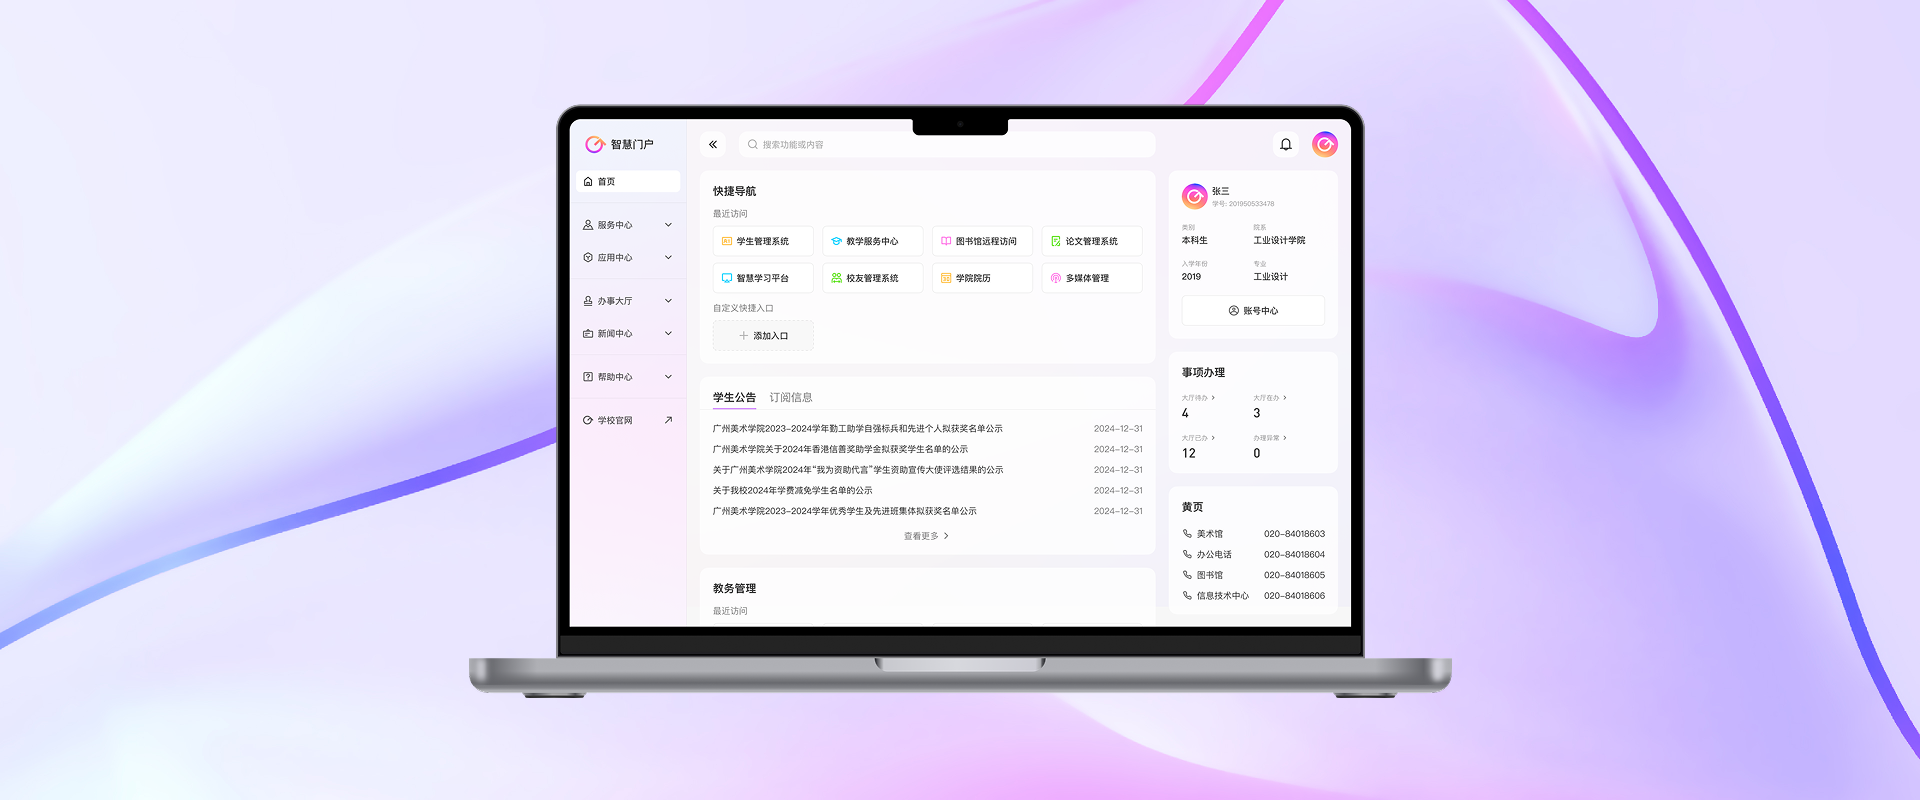 智慧门户
搜索功能或内容
首页
服务中心
应用中心
办事大厅
新闻中心
帮助中心
学校官网
快捷导航
最近访问
学生管理系统 教学服务中心 图书馆远程访问 论文管理系统
智慧学习平台 校友管理系统 学院院历 多媒体管理
自定义快捷入口
添加入口
学生公告 订阅信息
广州美术学院2023-2024学年勤工助学自强标兵和先进个人拟获奖名单公示 2024-12-31
广州美术学院关于2024年香港信善奖助学金拟获奖学生名单的公示 2024-12-31
关于广州美术学院2024年“我为资助代言”学生资助宣传大使评选结果的公示 2024-12-31
关于我校2024年学费减免学生名单的公示 2024-12-31
广州美术学院2023-2024学年优秀学生及先进班集体拟获奖名单公示 2024-12-31
查看更多
教务管理
最近访问
张三
学号: 201950533478
类别 院系
本科生 工业设计学院
入学年份 专业
2019 工业设计
账号中心
事项办理
大厅待办 大厅在办
4 3
大厅已办 办理异常
12 0
黄页
美术馆 020-84018603
办公电话 020-84018604
图书馆 020-84018605
信息技术中心 020-84018606